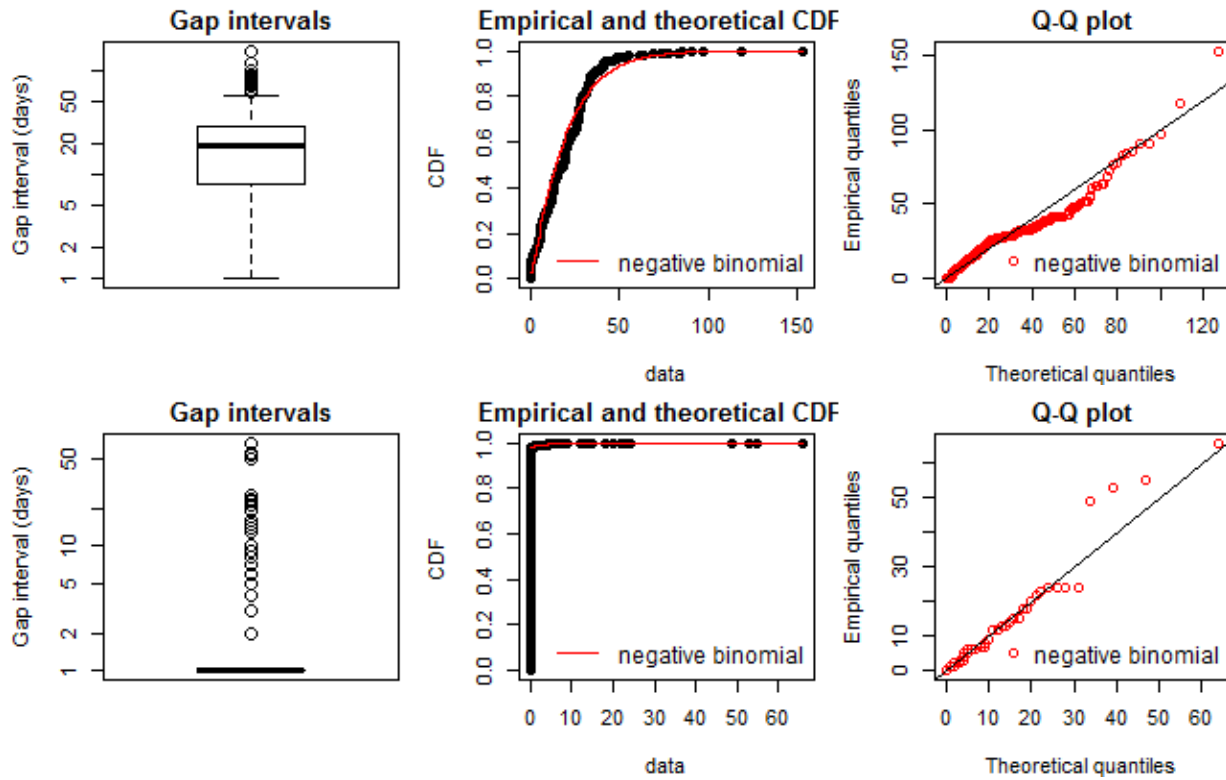 Gap intervals
Empirical and theoretical CDF
Q-Q plot
Gap interval (days)
1 2 5 20 50
CDF
0.0 0.2 0.4 0.6 0.8 1.0
negative binomial
0 50 100 150
data
Empirical quantiles
0 50 100 150
negative binomial
0 20 40 60 80 120
Theoretical quantiles
Gap intervals
Empirical and theoretical CDF
Q-Q plot
Gap interval (days)
1 2 5 10 50
CDF
0.0 0.2 0.4 0.6 0.8 1.0
negative binomial
0 10 20 30 40 50 60
data
Empirical quantiles
0 10 30 50
negative binomial
0 10 20 30 40 50 60
Theoretical quantiles